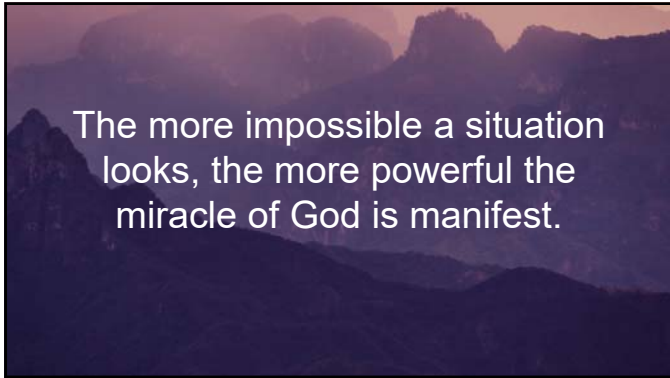 The more impossible a situation
looks, the more powerful the
miracle of God is manifest.